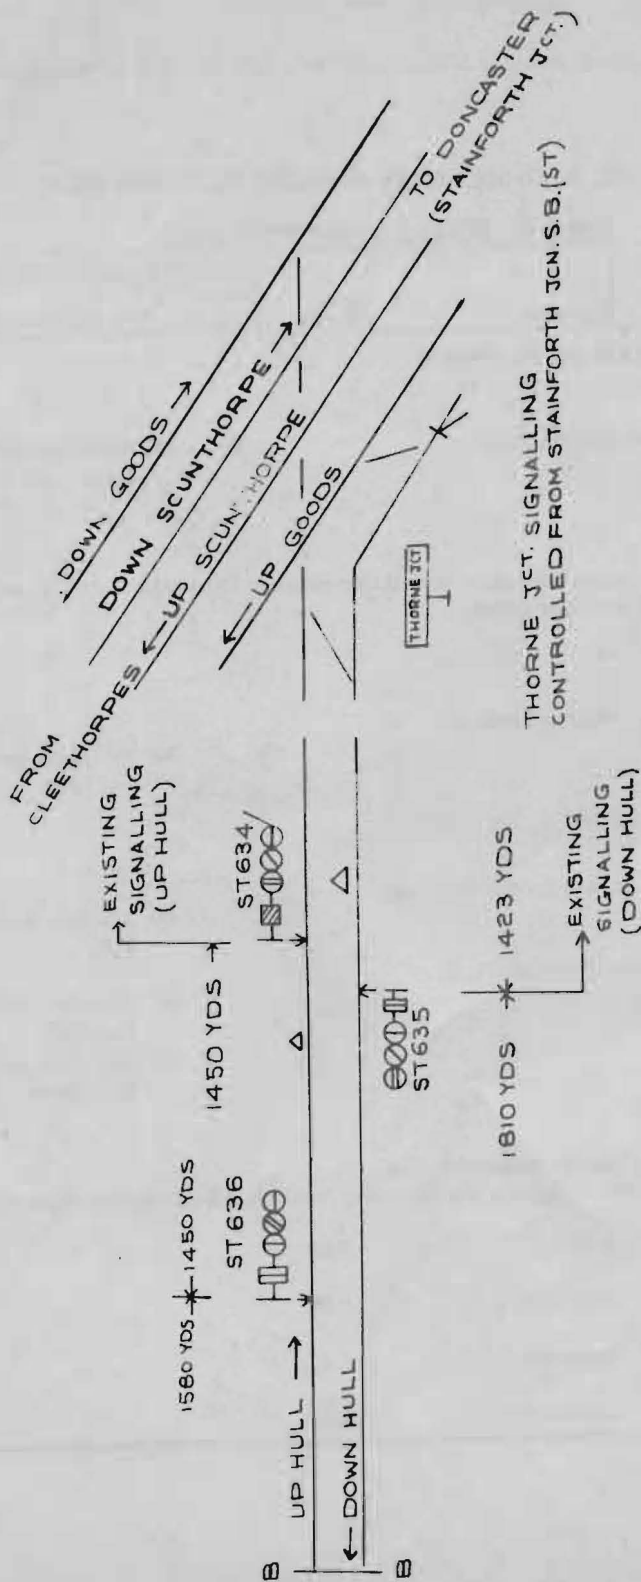 FROM
CLEETHORPES
DOWN GOODS →
DOWN SCUNTHORPE →
← UP SCUNTHORPE
← UP GOODS
TO DONCASTER
(STAINFORTH JCT.)
EXISTING
SIGNALLING
(UP HULL)
1450 YDS →
1580 YDS
1450 YDS
ST636
ST634
B
UP HULL →
← DOWN HULL
B
ST635
THORNE JCT
1810 YDS
1423 YDS
EXISTING
SIGNALLING
(DOWN HULL)
THORNE JCT. SIGNALLING
CONTROLLED FROM STAINFORTH JCN. S.B.(ST)